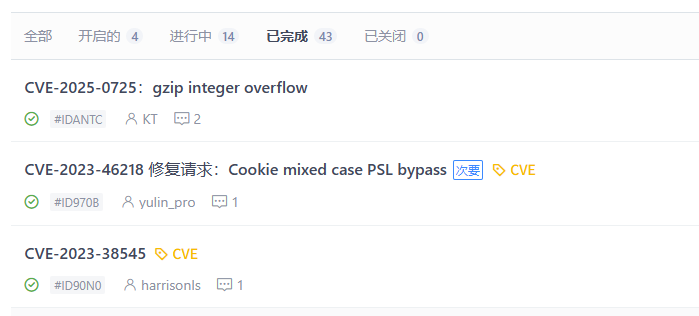 全部 开启的 4 进行中 14 已完成 43 已关闭 0
CVE-2025-0725：gzip integer overflow
#IDANTC KT 2
CVE-2023-46218 修复请求：Cookie mixed case PSL bypass 次要 CVE
#ID970B yulin_pro 1
CVE-2023-38545 CVE
#ID90N0 harrisonls 1